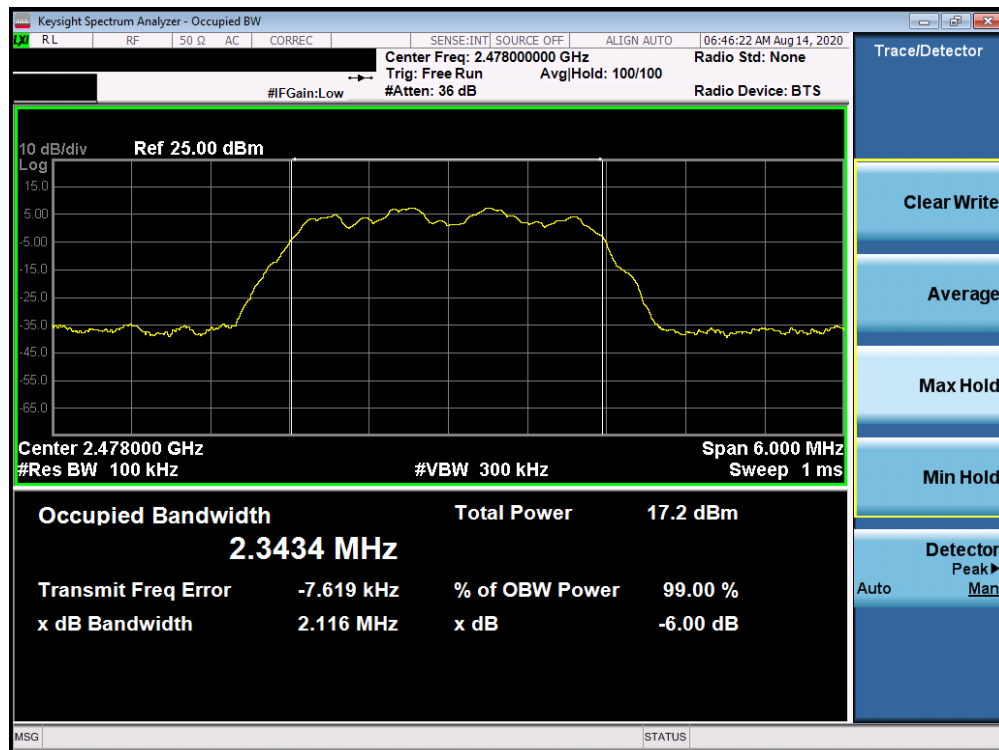 Keysight Spectrum Analyzer - Occupied BW
LXI RL RF 50 Ω AC CORREC SENSE:INT SOURCE OFF ALIGN AUTO 06:46:22 AM Aug 14, 2020
Center Freq: 2.478000000 GHz Radio Std: None
Trig: Free Run Avg|Hold: 100/100
#IFGain:Low #Atten: 36 dB Radio Device: BTS
10 dB/div Ref 25.00 dBm
Log
15.0
5.00
-5.00
-15.0
-25.0
-35.0
-45.0
-55.0
-65.0
Center 2.478000 GHz Span 6.000 MHz
#Res BW 100 kHz #VBW 300 kHz Sweep 1 ms
Occupied Bandwidth Total Power 17.2 dBm
2.3434 MHz
Transmit Freq Error -7.619 kHz % of OBW Power 99.00 %
x dB Bandwidth 2.116 MHz x dB -6.00 dB
Trace/Detector
Clear Write
Average
Max Hold
Min Hold
Detector
Peak▶
Auto Man
MSG STATUS